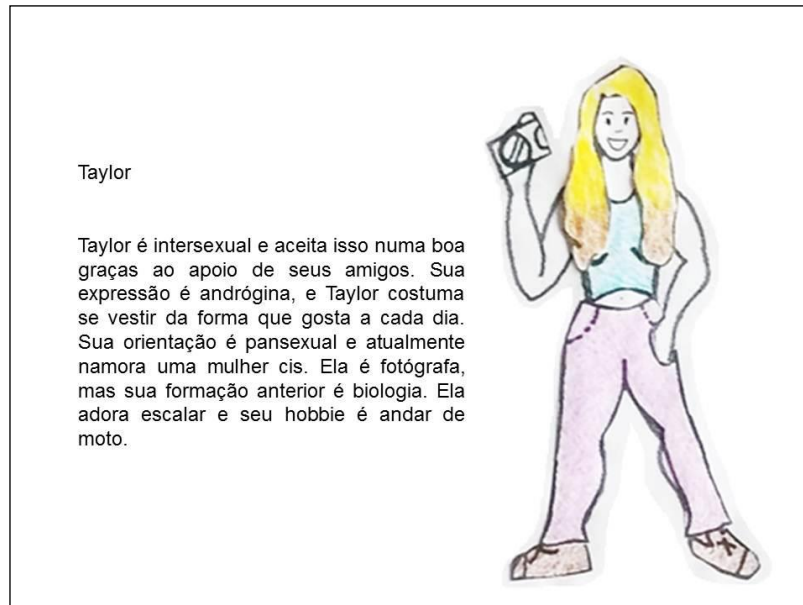 Taylor
Taylor é intersexual e aceita isso numa boa
graças ao apoio de seus amigos. Sua
expressão é andrógina, e Taylor costuma
se vestir da forma que gosta a cada dia.
Sua orientação é pansexual e atualmente
namora uma mulher cis. Ela é fotógrafa,
mas sua formação anterior é biologia. Ela
adora escalar e seu hobbie é andar de
moto.